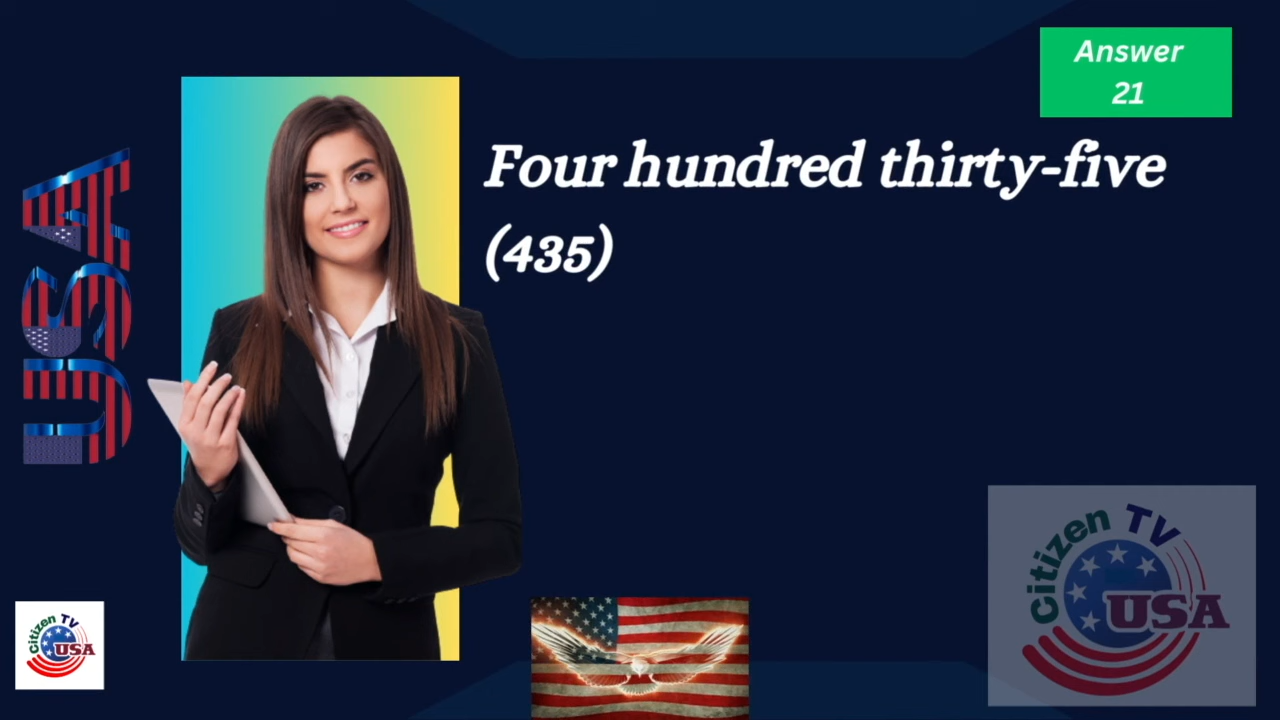 Answer
21
Four hundred thirty-five
(435)
USA
Citizen TV
USA
Citizen TV
USA